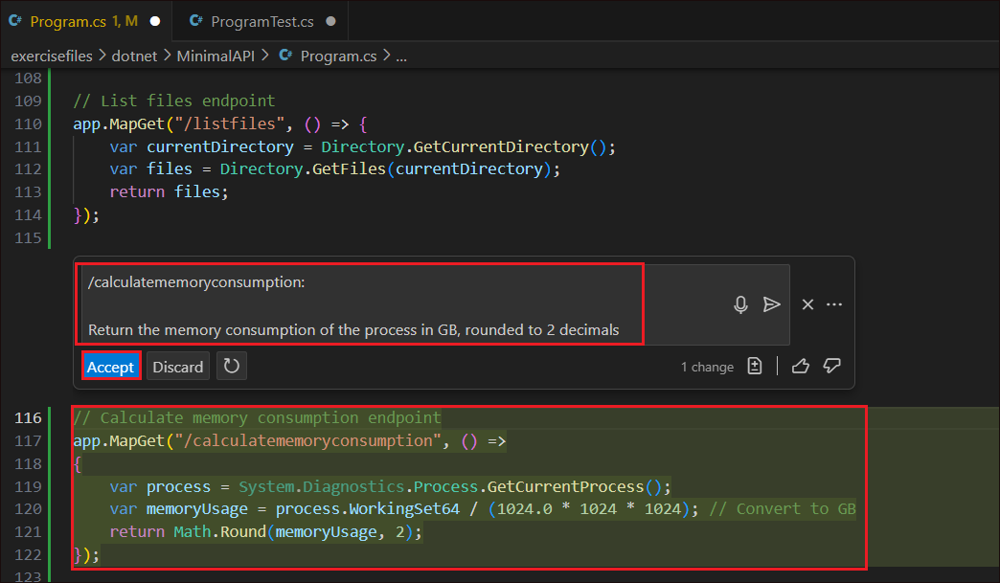 C# Program.cs 1, M ● C# ProgramTest.cs ●
exercisefiles > dotnet > MinimalAPI > C# Program.cs > ...
108
109 // List files endpoint
110 app.MapGet("/listfiles", () => {
111     var currentDirectory = Directory.GetCurrentDirectory();
112     var files = Directory.GetFiles(currentDirectory);
113     return files;
114 });
115
/calculatememoryconsumption:
Return the memory consumption of the process in GB, rounded to 2 decimals
Accept Discard 1 change
116 // Calculate memory consumption endpoint
117 app.MapGet("/calculatememoryconsumption", () =>
118 {
119     var process = System.Diagnostics.Process.GetCurrentProcess();
120     var memoryUsage = process.WorkingSet64 / (1024.0 * 1024 * 1024); // Convert to GB
121     return Math.Round(memoryUsage, 2);
122 });
123